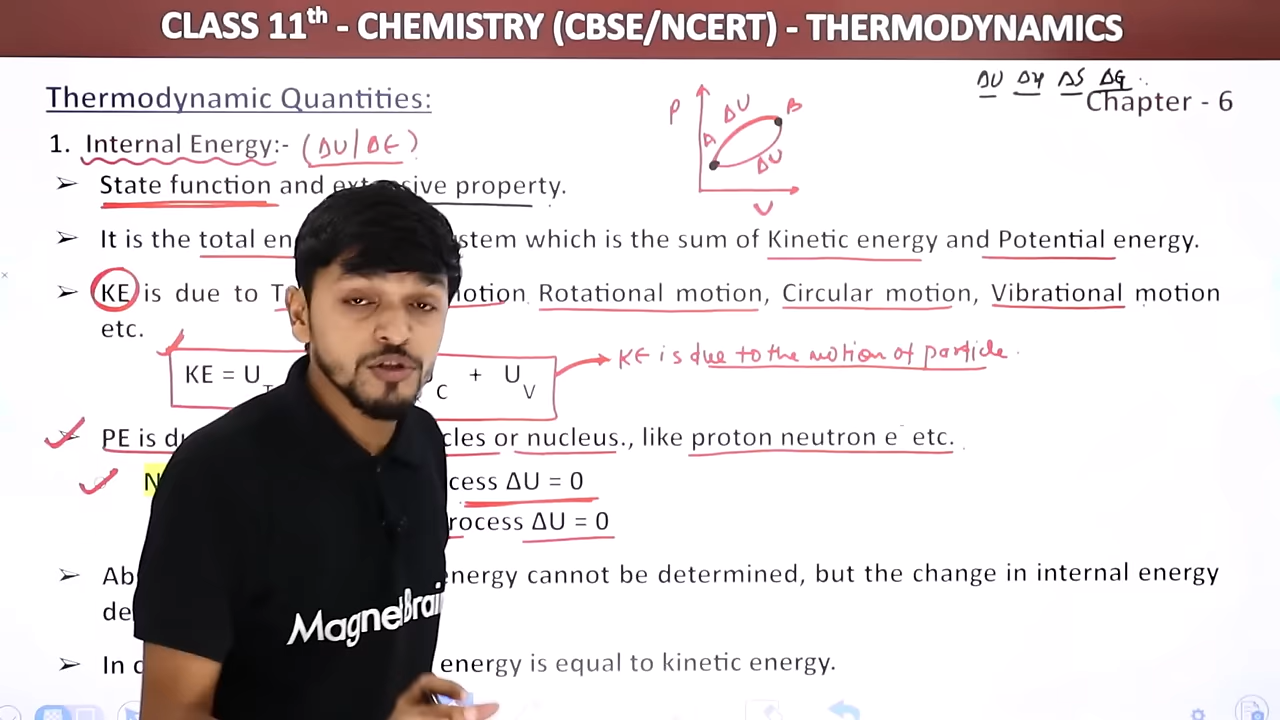 CLASS 11th - CHEMISTRY (CBSE/NCERT) - THERMODYNAMICS
ΔU ΔH ΔS ΔG
Thermodynamic Quantities:
Chapter - 6
P ΔU B
A ΔU
V
1. Internal Energy:- (ΔU/ΔE)
➢ State function and extensive property.
➢ It is the total en stem which is the sum of Kinetic energy and Potential energy.
➢ KE is due to T otion Rotational motion, Circular motion, Vibrational motion
etc.
KE = U C + U V
KE is due to the motion of particle.
➢ PE is du cles or nucleus., like proton neutron e⁻ etc.
N cess ΔU = 0
rocess ΔU = 0
➢ Ab nergy cannot be determined, but the change in internal energy
de
➢ In energy is equal to kinetic energy.
MagnetBrain